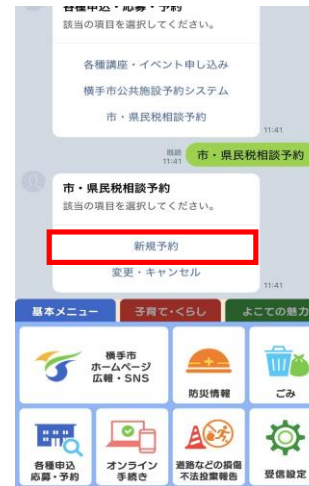 各種申込・応募・予約
該当の項目を選択してください。
各種講座・イベント申し込み
横手市公共施設予約システム
市・県民税相談予約
11:41
既読
11:41
市・県民税相談予約
市・県民税相談予約
該当の項目を選択してください。
新規予約
変更・キャンセル
11:41
基本メニュー
子育て・くらし
よこての魅力
横手市
ホームページ
広報・SNS
防災情報
ごみ
各種申込
応募・予約
オンライン
手続き
道路などの損傷
不法投棄報告
受信設定